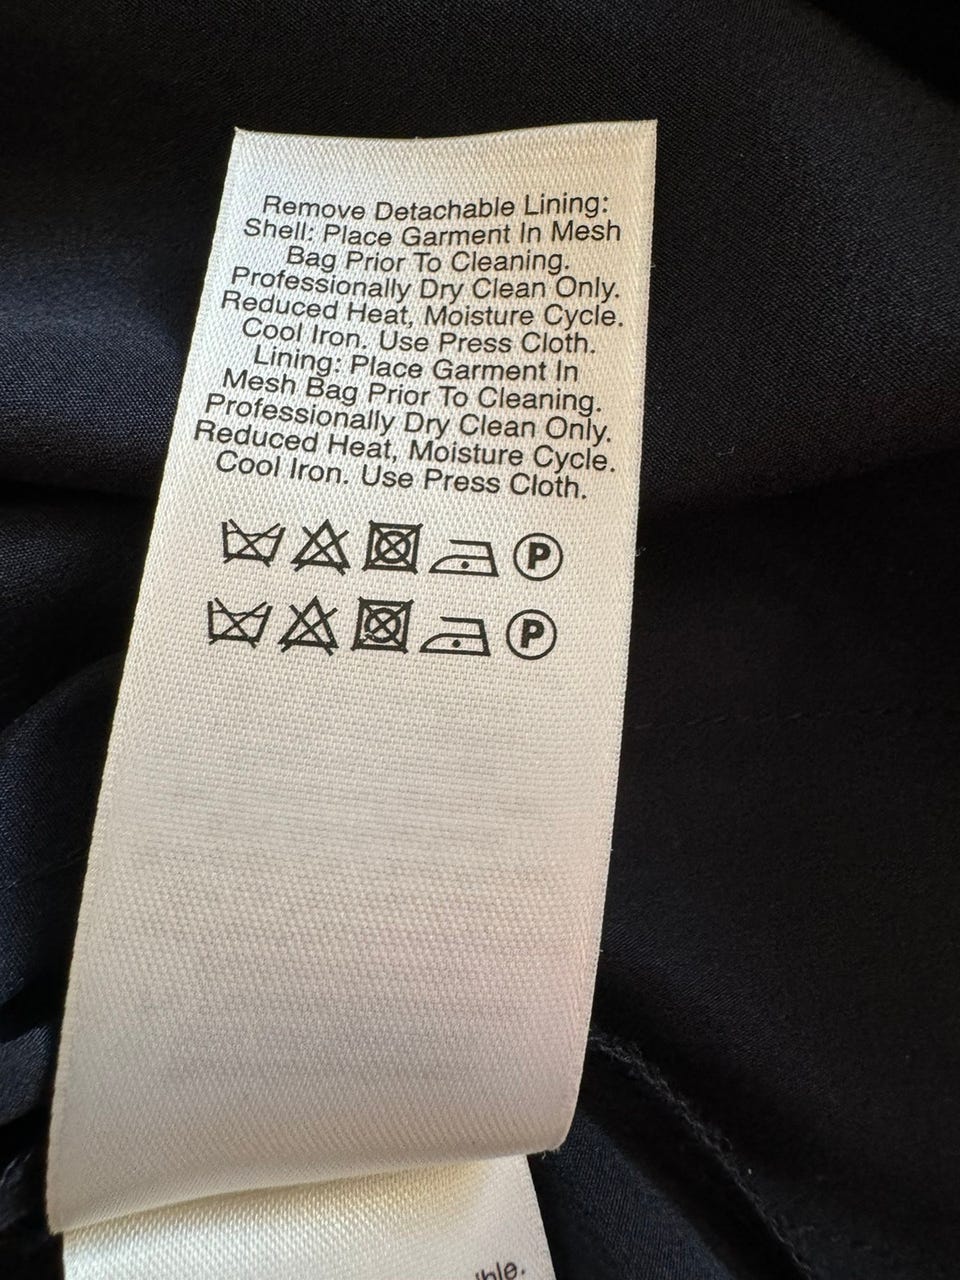 Remove Detachable Lining:
Shell: Place Garment In Mesh
Bag Prior To Cleaning.
Professionally Dry Clean Only.
Reduced Heat, Moisture Cycle.
Cool Iron. Use Press Cloth.
Lining: Place Garment In
Mesh Bag Prior To Cleaning.
Professionally Dry Clean Only.
Reduced Heat, Moisture Cycle.
Cool Iron. Use Press Cloth.
P
P